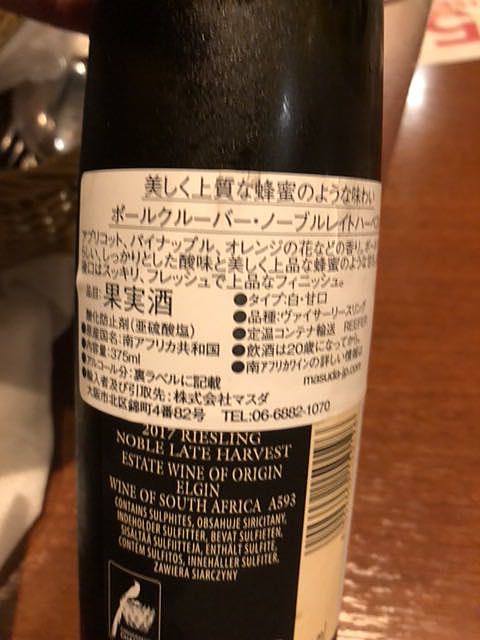 美しく上質な蜂蜜のような味わい
ポールクルーバー・ノーブルレイトハーベス
アプリコット、パイナップル、オレンジの花などの香り。ポール
らしい、しっかりとした酸味と美しく上品な蜂蜜のような甘
後口はスッキリ、フレッシュで上品なフィニッシュ。
品目:果実酒
酸化防止剤(亜硫酸塩)
●原産国名:南アフリカ共和国
●内容量:375ml
●アルコール分:裏ラベルに記載
●輸入者及び引取先:株式会社マスダ
大阪市北区錦町4番82号 TEL:06-6882-1070
●タイプ:白・甘口
●品種:ヴァイサーリースリング
●定温コンテナ輸送 REEFER
●飲酒は20歳になってから。
●南アフリカワインの詳しい情報は
masuda-jp.com
2017 RIESLING
NOBLE LATE HARVEST
ESTATE WINE OF ORIGIN
ELGIN
WINE OF SOUTH AFRICA A593
CONTAINS SULPHITES, OBSAHUJE SIRICITANY,
INDEHOLDER SULFITTER, BEVAT SULFIETEN,
SISÄLTÄÄ SULFIITTEJA, ENTHÄLT SULFITE,
CONTÉM SULFITOS, INNEHÅLLER SULFITER,
ZAWIERA SIARCZYNY